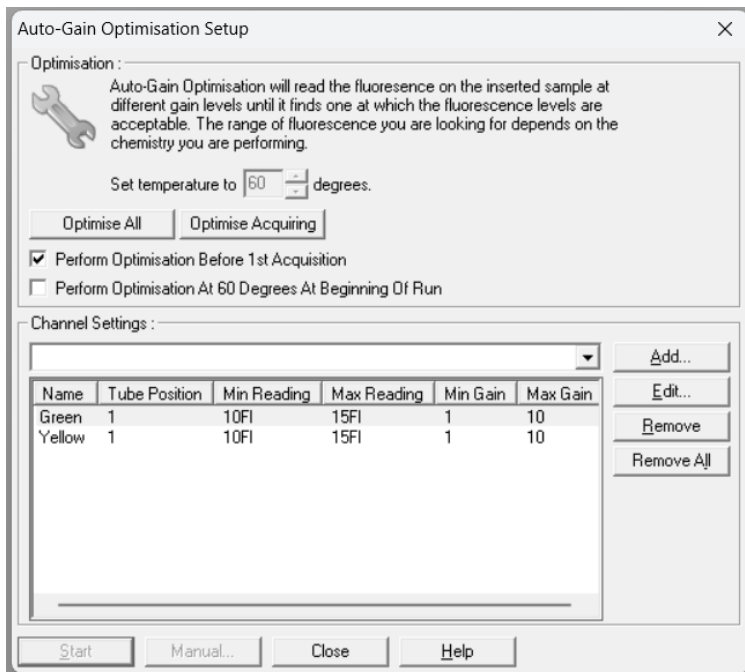 Auto-Gain Optimisation Setup
Optimisation :
Auto-Gain Optimisation will read the fluoresence on the inserted sample at
different gain levels until it finds one at which the fluorescence levels are
acceptable. The range of fluorescence you are looking for depends on the
chemistry you are performing.
Set temperature to 60 degrees.
Optimise All Optimise Acquiring
Perform Optimisation Before 1st Acquisition
Perform Optimisation At 60 Degrees At Beginning Of Run
Channel Settings :
Add...
Name Tube Position Min Reading Max Reading Min Gain Max Gain Edit...
Green 1 10Fl 15Fl 1 10
Remove
Yellow 1 10Fl 15Fl 1 10
Remove All
Start Manual... Close Help